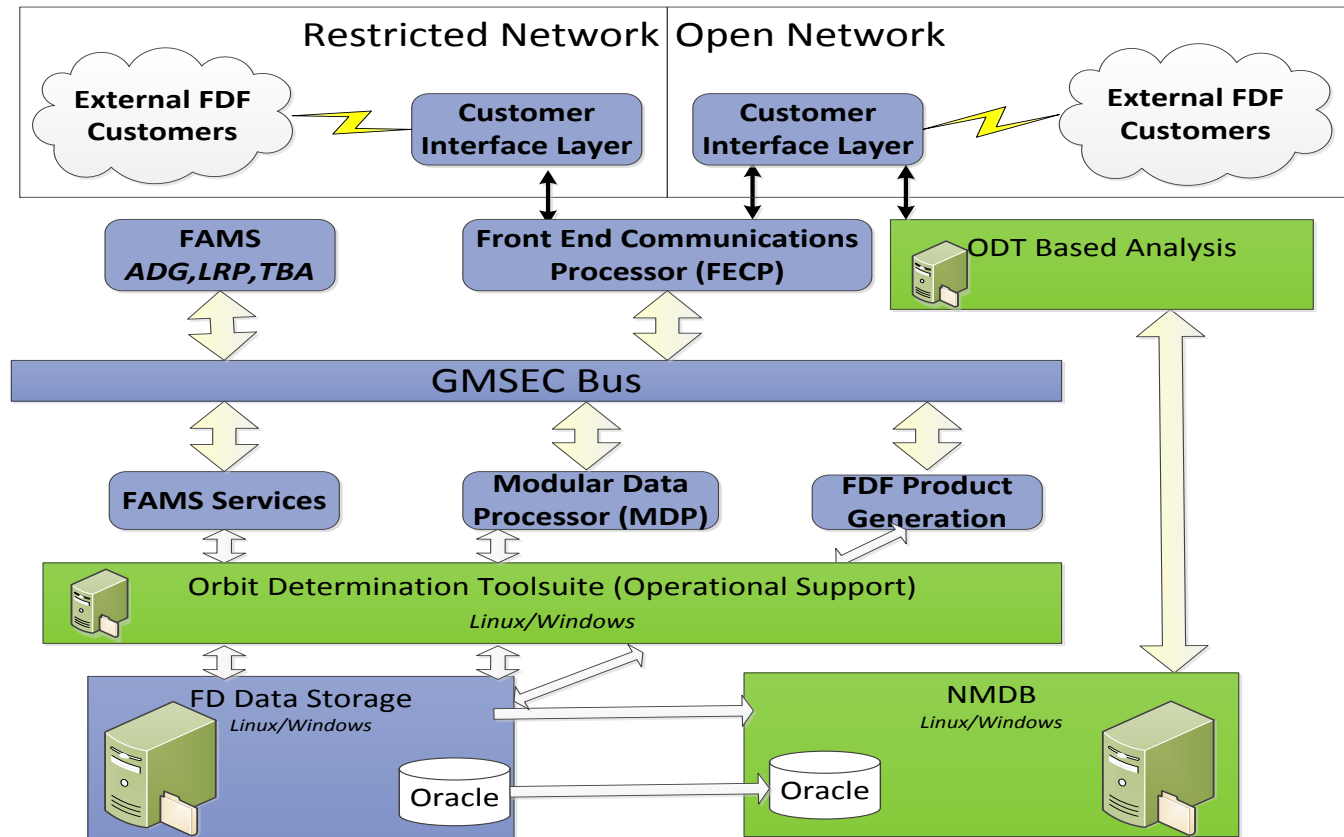 Restricted Network
Open Network
External FDF
Customers
Customer
Interface Layer
Customer
Interface Layer
External FDF
Customers
FAMS
ADG,LRP,TBA
Front End Communications
Processor (FECP)
ODT Based Analysis
GMSEC Bus
FAMS Services
Modular Data
Processor (MDP)
FDF Product
Generation
Orbit Determination Toolsuite (Operational Support)
Linux/Windows
FD Data Storage
Linux/Windows
Oracle
NMDB
Linux/Windows
Oracle